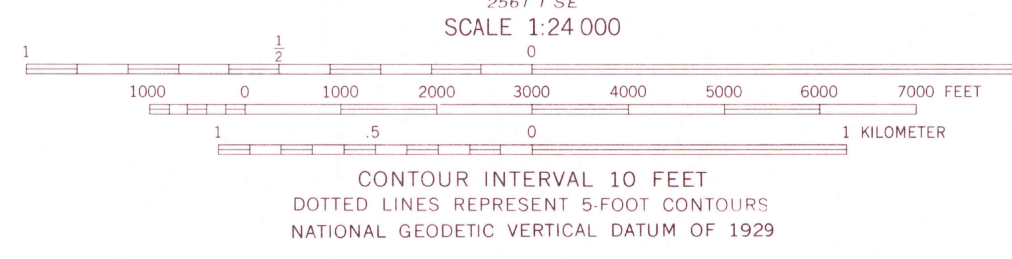 2567 I SE
SCALE 1:24 000
1 1/2 0
1000 0 1000 2000 3000 4000 5000 6000 7000 FEET
1 .5 0 1 KILOMETER
CONTOUR INTERVAL 10 FEET
DOTTED LINES REPRESENT 5-FOOT CONTOURS
NATIONAL GEODETIC VERTICAL DATUM OF 1929